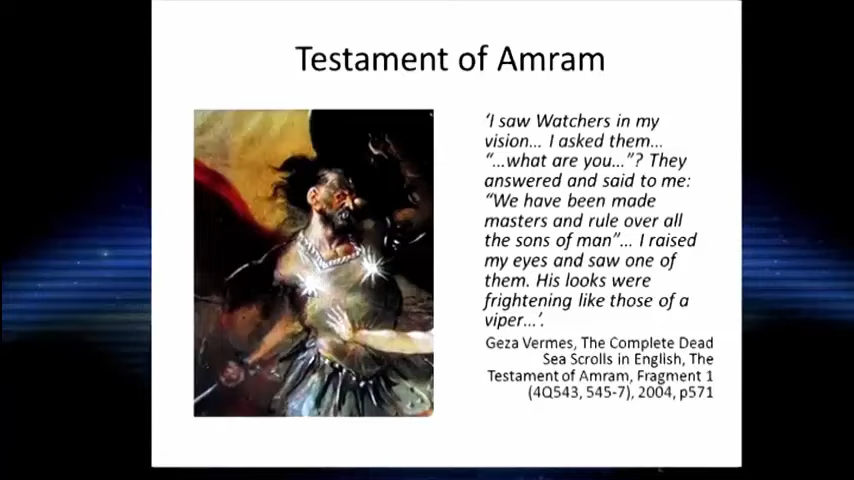 Testament of Amram
‘I saw Watchers in my
vision... I asked them...
“...what are you...”? They
answered and said to me:
“We have been made
masters and rule over all
the sons of man”... I raised
my eyes and saw one of
them. His looks were
frightening like those of a
viper...’.
Geza Vermes, The Complete Dead
Sea Scrolls in English, The
Testament of Amram, Fragment 1
(4Q543, 545-7), 2004, p571